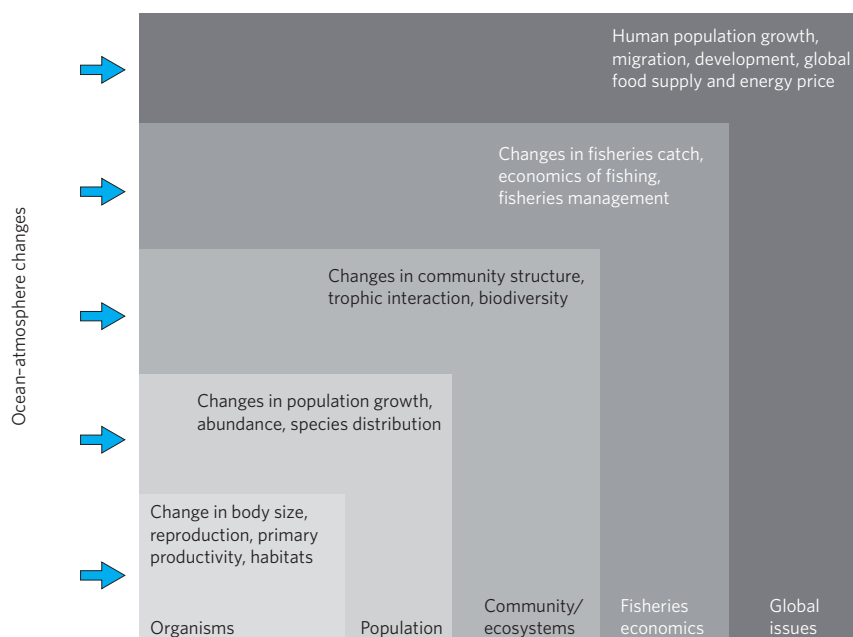 Human population growth,
migration, development, global
food supply and energy price
Changes in fisheries catch,
economics of fishing,
fisheries management
Ocean–atmosphere changes
Changes in community structure,
trophic interaction, biodiversity
Changes in population growth,
abundance, species distribution
Change in body size,
reproduction, primary
productivity, habitats
Organisms
Population
Community/
ecosystems
Fisheries
economics
Global
issues